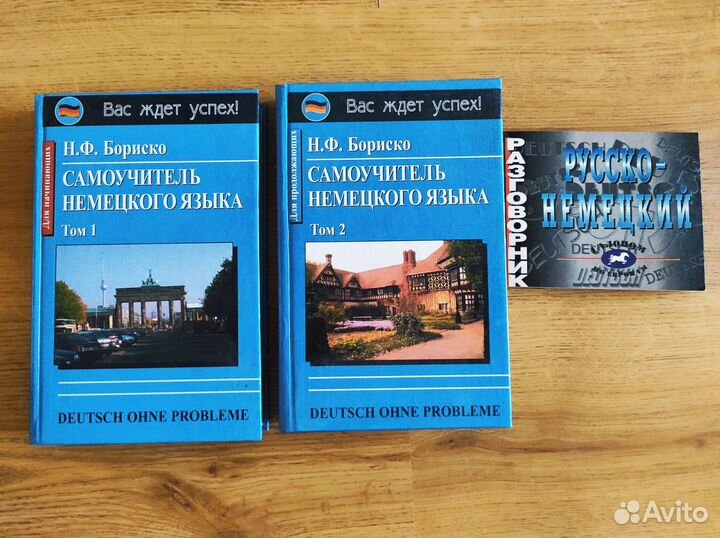 Вас ждет успех!
Для начинающих
Н.Ф. Бориско
САМОУЧИТЕЛЬ
НЕМЕЦКОГО ЯЗЫКА
Том 1
DEUTSCH OHNE PROBLEME
Вас ждет успех!
Для продолжающих
Н.Ф. Бориско
САМОУЧИТЕЛЬ
НЕМЕЦКОГО ЯЗЫКА
Том 2
DEUTSCH OHNE PROBLEME
РАЗГОВОРНИК
РУССКО-
НЕМЕЦКИЙ
DEUTSCH
Avito